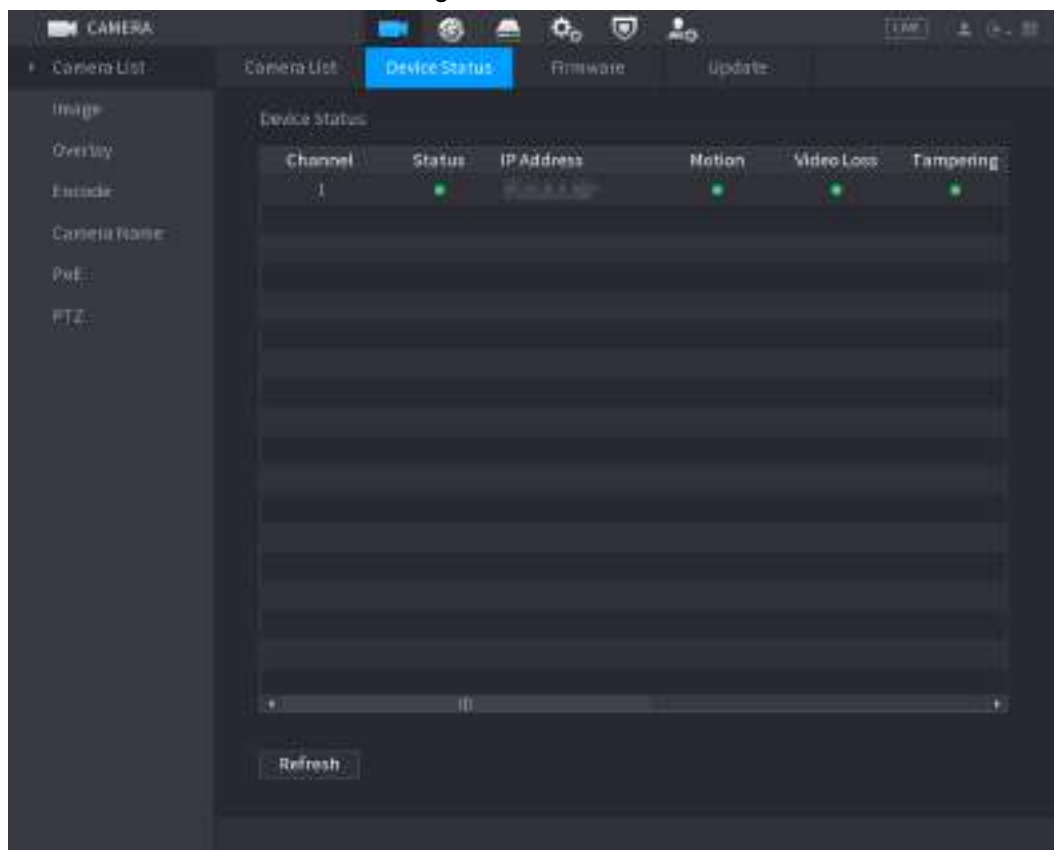 CAMERA LIVE
Camera List
Image
Overlay
Encode
Camera Name
PoE
PTZ
Camera List Device Status Firmware Update
Device Status
Channel Status IP Address Motion Video Loss Tampering
1
Refresh